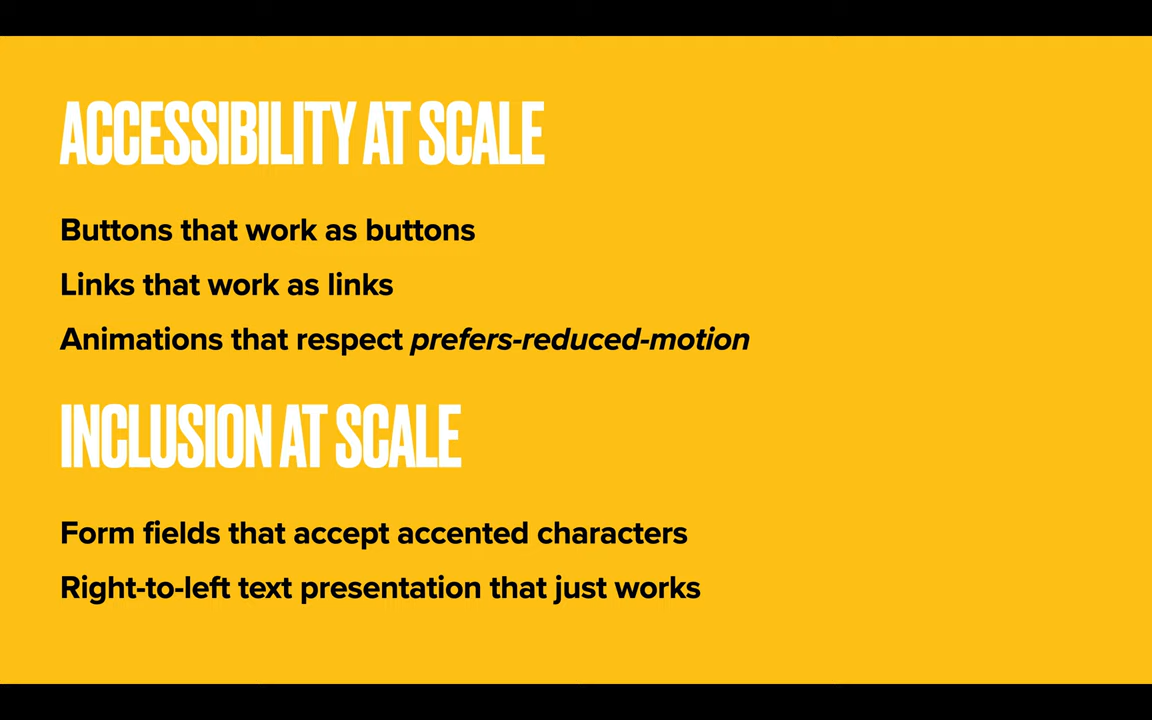 ACCESSIBILITY AT SCALE
Buttons that work as buttons
Links that work as links
Animations that respect prefers-reduced-motion
INCLUSION AT SCALE
Form fields that accept accented characters
Right-to-left text presentation that just works